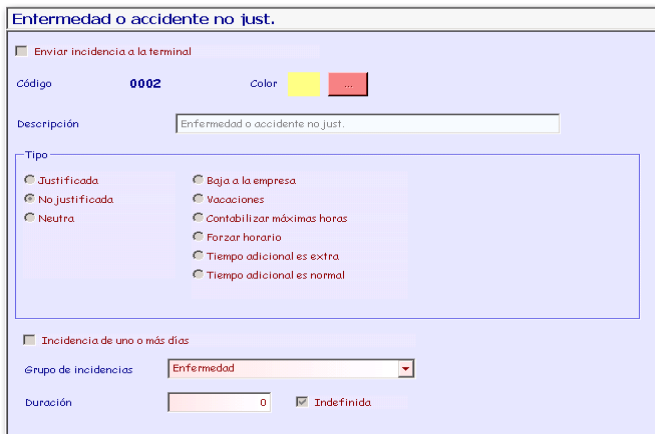 Enfermedad o accidente no just.
Enviar incidencia a la terminal
Código 0002 Color ...
Descripción Enfermedad o accidente no just.
Tipo
Justificada Baja a la empresa
No justificada Vacaciones
Neutra Contabilizar máximas horas
Forzar horario
Tiempo adicional es extra
Tiempo adicional es normal
Incidencia de uno o más días
Grupo de incidencias Enfermedad
Duración 0 Indefinida